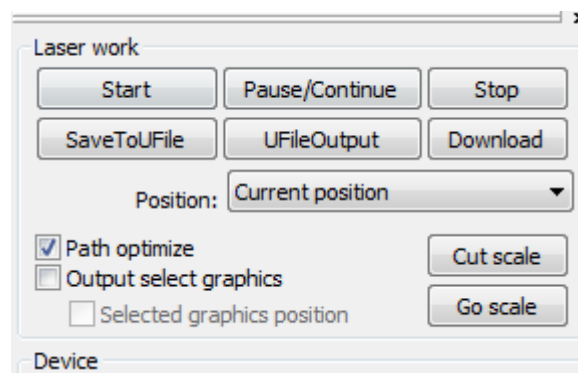 Laser work
Start Pause/Continue Stop
SaveToUFile UFileOutput Download
Position: Current position
Path optimize Cut scale
Output select graphics
Selected graphics position Go scale
Device